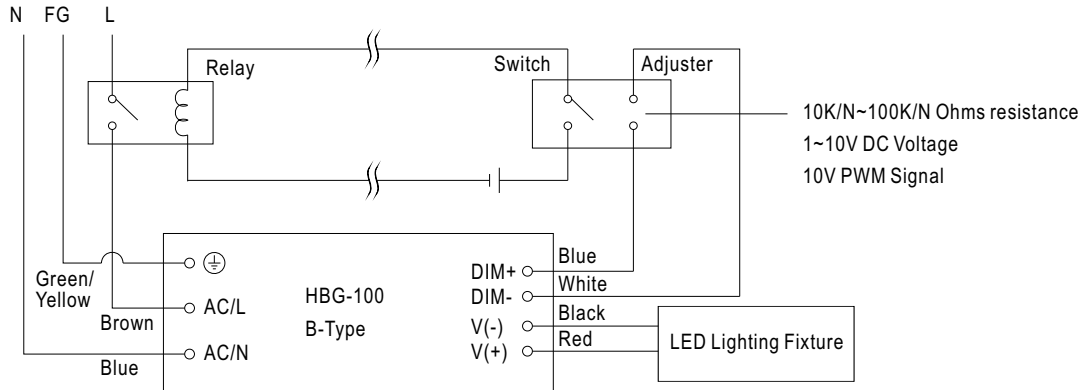 N FG L
Relay
Switch
Adjuster
10K/N~100K/N Ohms resistance
1~10V DC Voltage
10V PWM Signal
Green/
Yellow
Brown
Blue
AC/L
AC/N
HBG-100
B-Type
DIM+
DIM-
V(-)
V(+)
Blue
White
Black
Red
LED Lighting Fixture